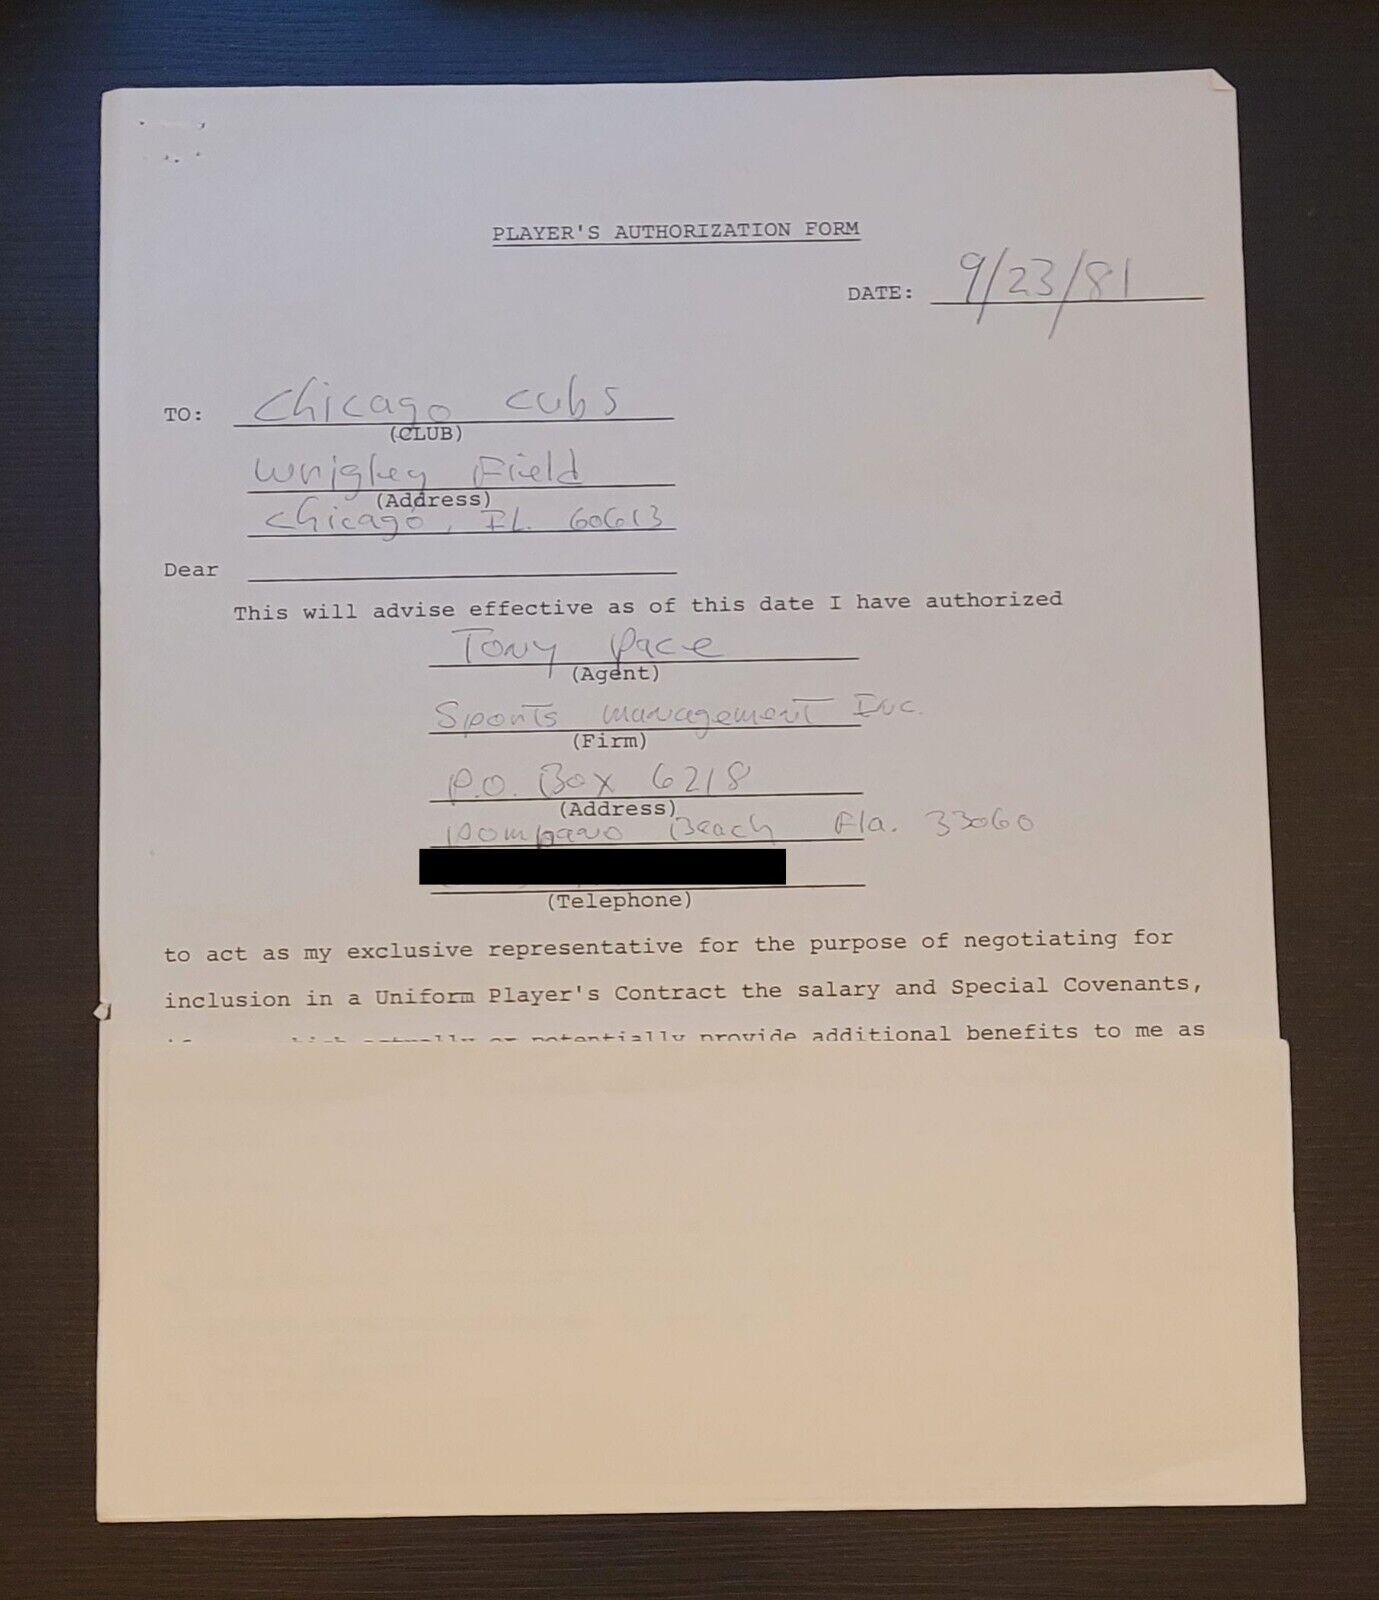 PLAYER'S AUTHORIZATION FORM
DATE: 9/23/81
TO: Chicago Cubs
(CLUB)
Wrigley Field
(Address)
Chicago, IL. 60613
Dear
This will advise effective as of this date I have authorized
Tony Pace
(Agent)
Sports Management Inc.
(Firm)
P.O. Box 6218
(Address)
Pompano Beach Fla. 33060
(Telephone)
to act as my exclusive representative for the purpose of negotiating for
inclusion in a Uniform Player's Contract the salary and Special Covenants,
actually or potentially provide additional benefits to me as